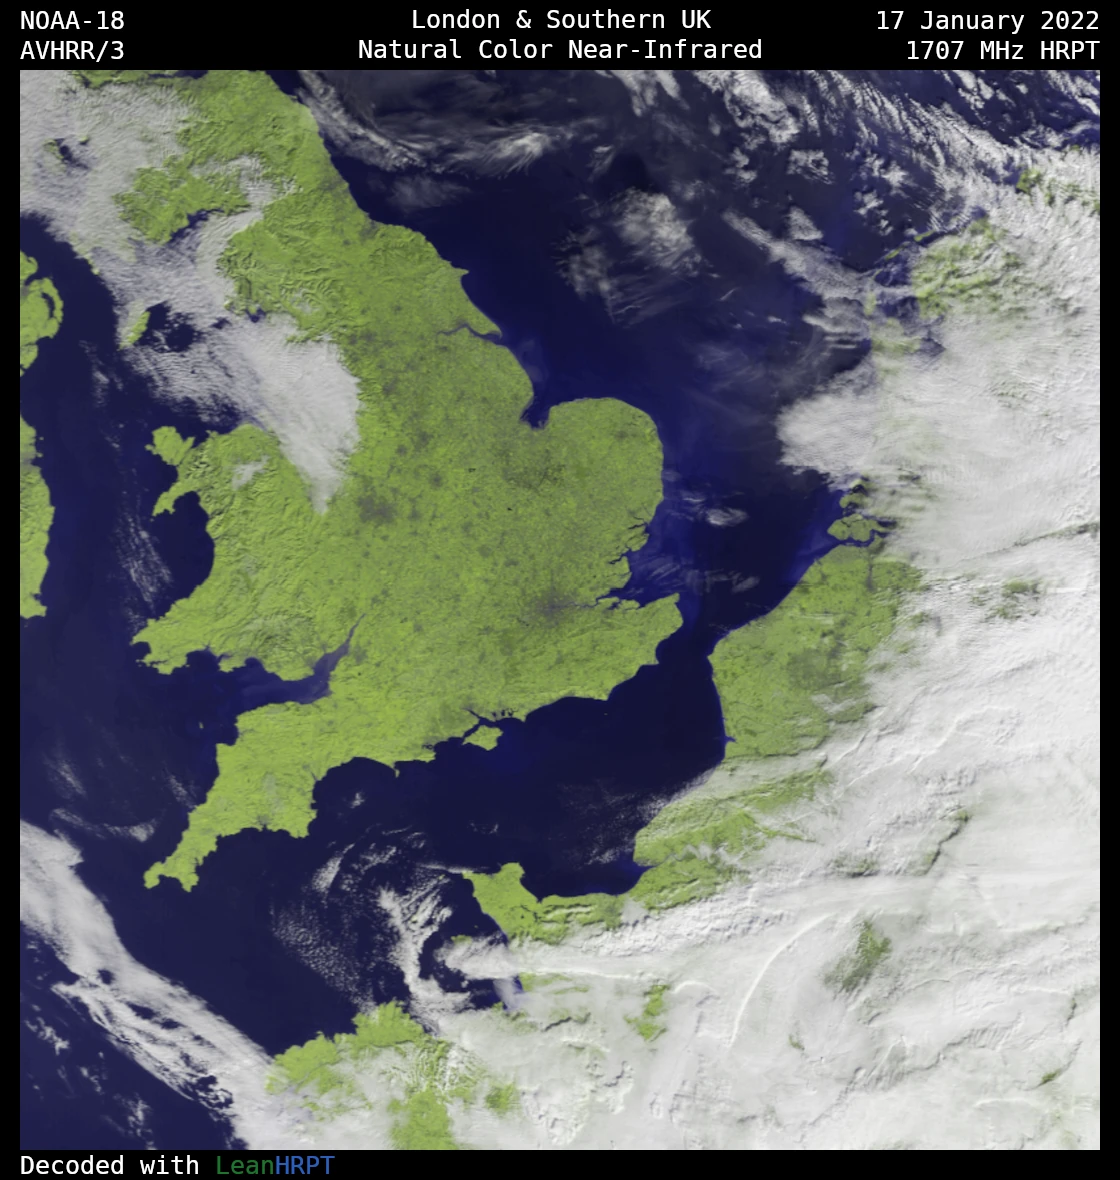 NOAA-18
AVHRR/3
London & Southern UK
Natural Color Near-Infrared
17 January 2022
1707 MHz HRPT
Decoded with LeanHRPT